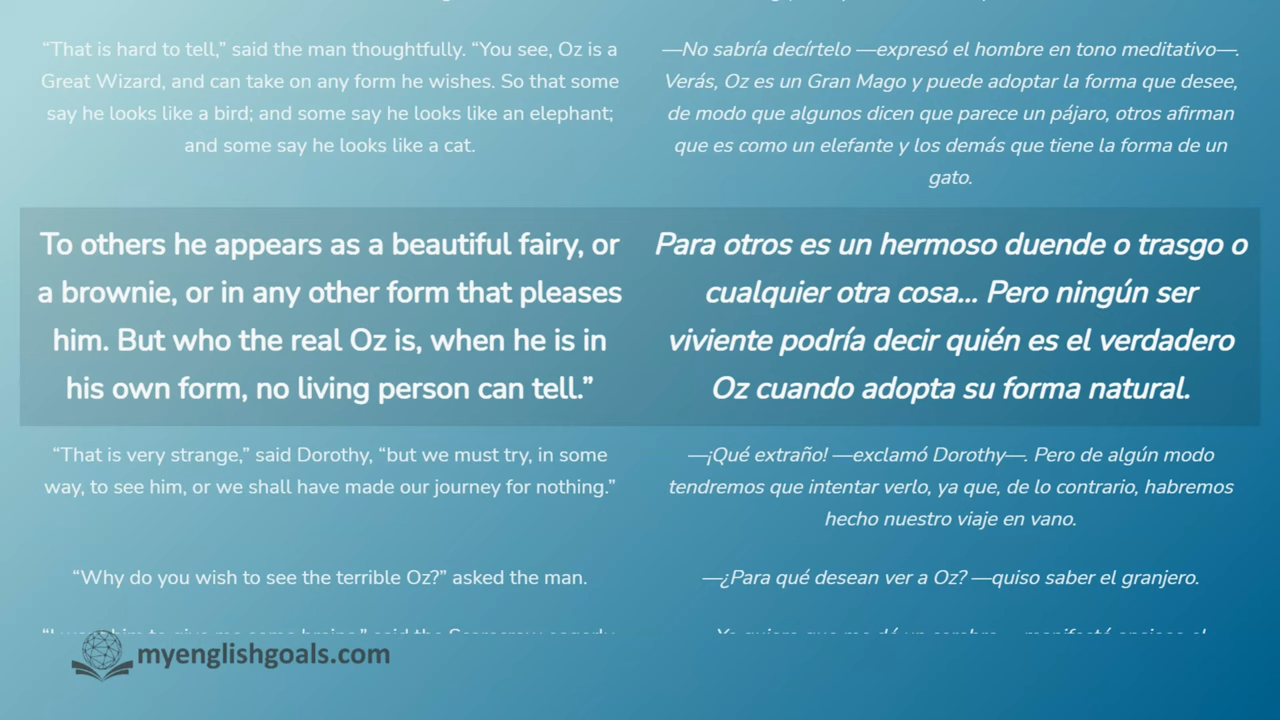 “That is hard to tell,” said the man thoughtfully. “You see, Oz is a
Great Wizard, and can take on any form he wishes. So that some
say he looks like a bird; and some say he looks like an elephant;
and some say he looks like a cat.
—No sabría decírtelo —expresó el hombre en tono meditativo—.
Verás, Oz es un Gran Mago y puede adoptar la forma que desee,
de modo que algunos dicen que parece un pájaro, otros afirman
que es como un elefante y los demás que tiene la forma de un
gato.
To others he appears as a beautiful fairy, or
a brownie, or in any other form that pleases
him. But who the real Oz is, when he is in
his own form, no living person can tell.”
Para otros es un hermoso duende o trasgo o
cualquier otra cosa... Pero ningún ser
viviente podría decir quién es el verdadero
Oz cuando adopta su forma natural.
“That is very strange,” said Dorothy, “but we must try, in some
way, to see him, or we shall have made our journey for nothing.”
—¡Qué extraño! —exclamó Dorothy—. Pero de algún modo
tendremos que intentar verlo, ya que, de lo contrario, habremos
hecho nuestro viaje en vano.
“Why do you wish to see the terrible Oz?” asked the man.
—¿Para qué desean ver a Oz? —quiso saber el granjero.
myenglishgoals.com